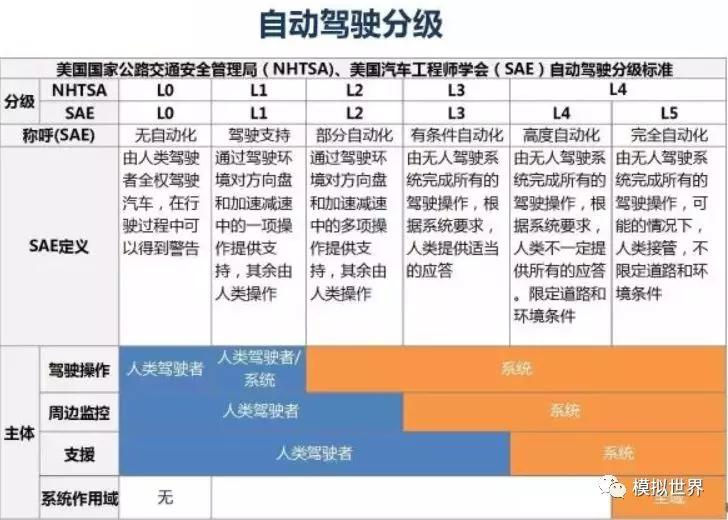 自动驾驶分级
美国国家公路交通安全管理局（NHTSA）、美国汽车工程师学会（SAE）自动驾驶分级标准
分级 NHTSA L0 L1 L2 L3 L4
SAE L0 L1 L2 L3 L4 L5
称呼(SAE) 无自动化 驾驶支持 部分自动化 有条件自动化 高度自动化 完全自动化
SAE定义
由人类驾驶
者全权驾驶
汽车，在行
驶过程中可
以得到警告
通过驾驶环
境对方向盘
和加速减速
中的一项操
作提供支
持，其余由
人类操作
通过驾驶环
境对方向盘
和加速减速
中的多项操
作提供支
持，其余由
人类操作
由无人驾驶系
统完成所有的
驾驶操作，根
据系统要求，
人类提供适当
的应答
由无人驾驶系
统完成所有的
驾驶操作，根
据系统要求，
人类不一定提
供所有的应答
。限定道路和
环境条件
由无人驾驶系
统完成所有的
驾驶操作，可
能的情况下，
人类接管，不
限定道路和环
境条件
主体
驾驶操作 人类驾驶者 人类驾驶者/
系统
系统
周边监控 人类驾驶者 系统
支援 人类驾驶者 系统
系统作用域 无
模拟世界